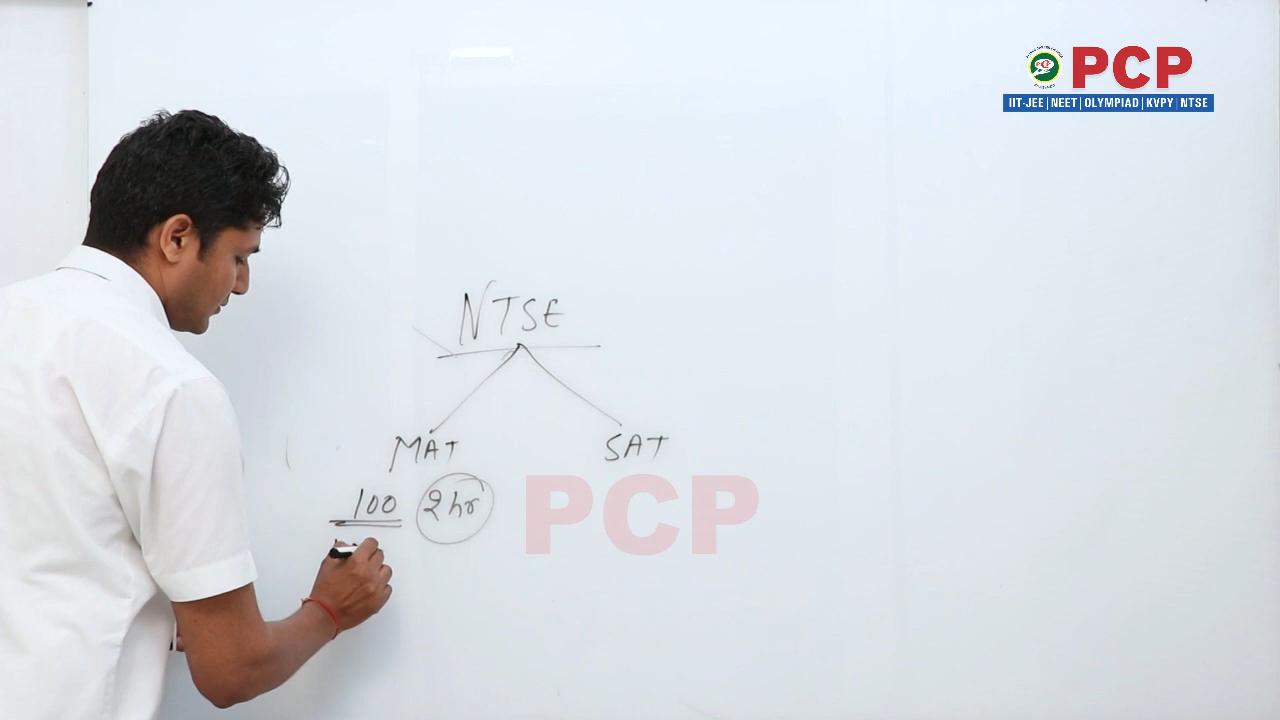 PCP
IIT-JEE | NEET | OLYMPIAD | KVPY | NTSE
NTSE
MAT SAT
100 2 hr
PCP